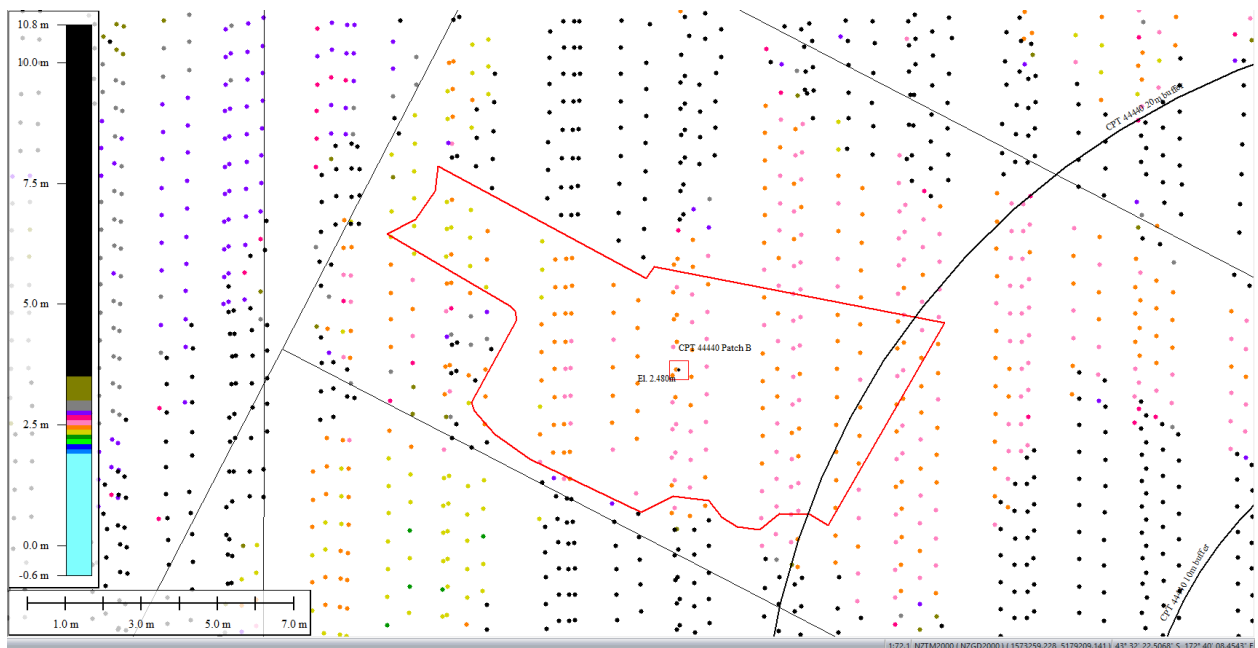 10.8 m
10.0 m
7.5 m
5.0 m
2.5 m
0.0 m
-0.6 m
1.0 m 3.0 m 5.0 m 7.0 m
CPT 44440 20m buffer
CPT 44440 Patch B
El. 2.480m
CPT 44440 10m buffer
1:72.1 NZTM2000 ( NZGD2000 ) ( 1573259.228, 5179209.141 ) 43° 32' 22.5068" S, 172° 40' 08.4543" E